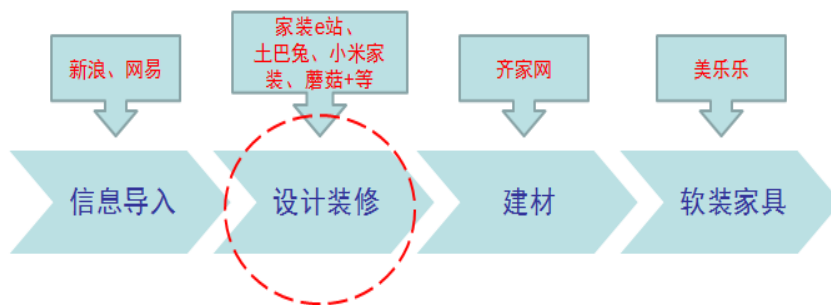 新浪、网易
家装e站、
土巴兔、小米家
装、蘑菇+等
齐家网
美乐乐
信息导入
设计装修
建材
软装家具